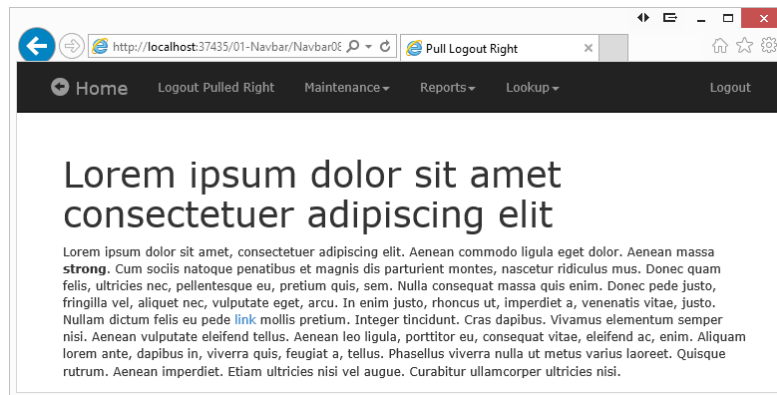 http://localhost:37435/01-Navbar/Navbar08
Pull Logout Right
Home Logout Pulled Right Maintenance Reports Lookup Logout
Lorem ipsum dolor sit amet
consectetuer adipiscing elit
Lorem ipsum dolor sit amet, consectetuer adipiscing elit. Aenean commodo ligula eget dolor. Aenean massa
strong. Cum sociis natoque penatibus et magnis dis parturient montes, nascetur ridiculus mus. Donec quam
felis, ultricies nec, pellentesque eu, pretium quis, sem. Nulla consequat massa quis enim. Donec pede justo,
fringilla vel, aliquet nec, vulputate eget, arcu. In enim justo, rhoncus ut, imperdiet a, venenatis vitae, justo.
Nullam dictum felis eu pede link mollis pretium. Integer tincidunt. Cras dapibus. Vivamus elementum semper
nisi. Aenean vulputate eleifend tellus. Aenean leo ligula, porttitor eu, consequat vitae, eleifend ac, enim. Aliquam
lorem ante, dapibus in, viverra quis, feugiat a, tellus. Phasellus viverra nulla ut metus varius laoreet. Quisque
rutrum. Aenean imperdiet. Etiam ultricies nisi vel augue. Curabitur ullamcorper ultricies nisi.